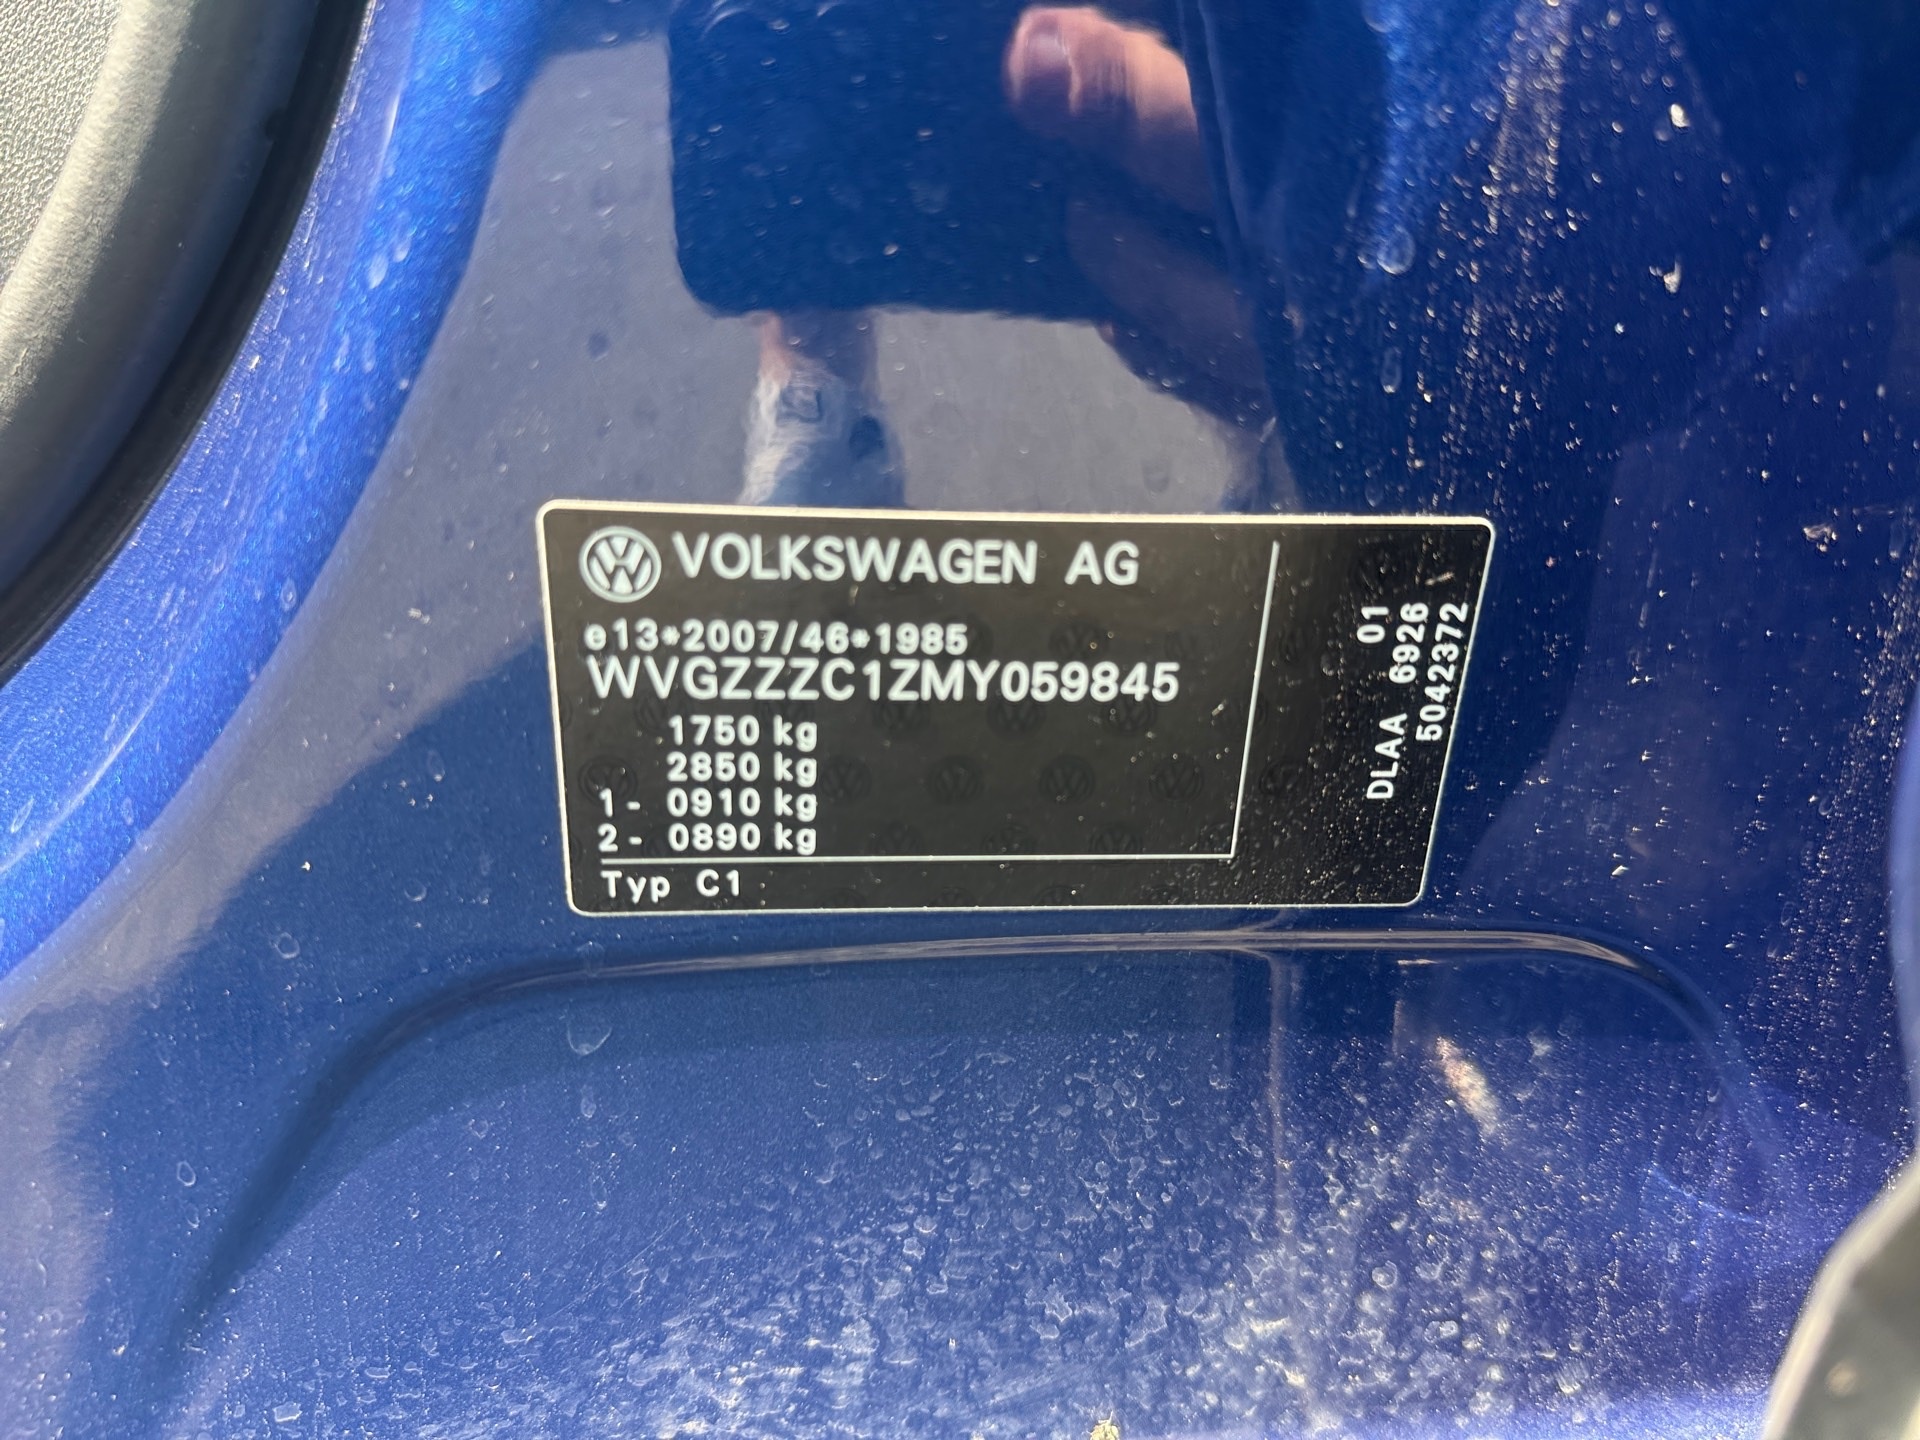 VOLKSWAGEN AG
e13*2007/46*1985
WVGZZZC1ZMY059845
1750 kg
2850 kg
1- 0910 kg
2- 0890 kg
Typ C1
01
DLAA 6926
5042372